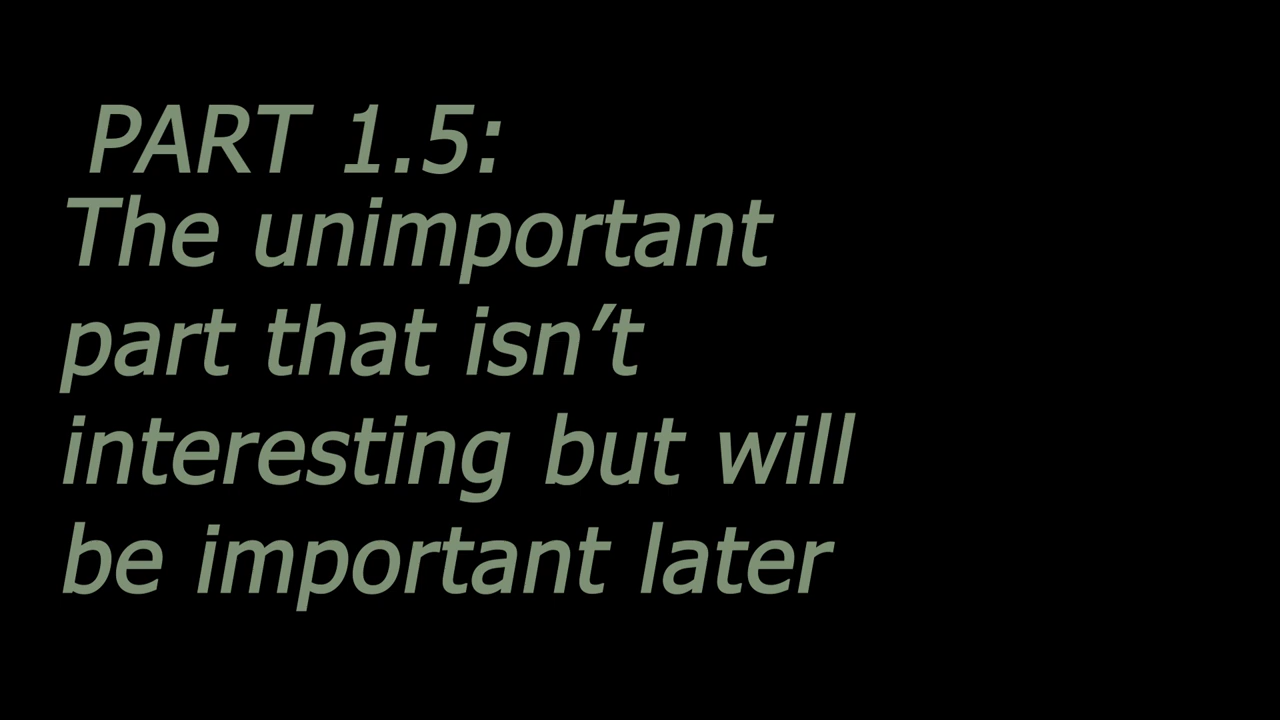 PART 1.5:
The unimportant
part that isn’t
interesting but will
be important later